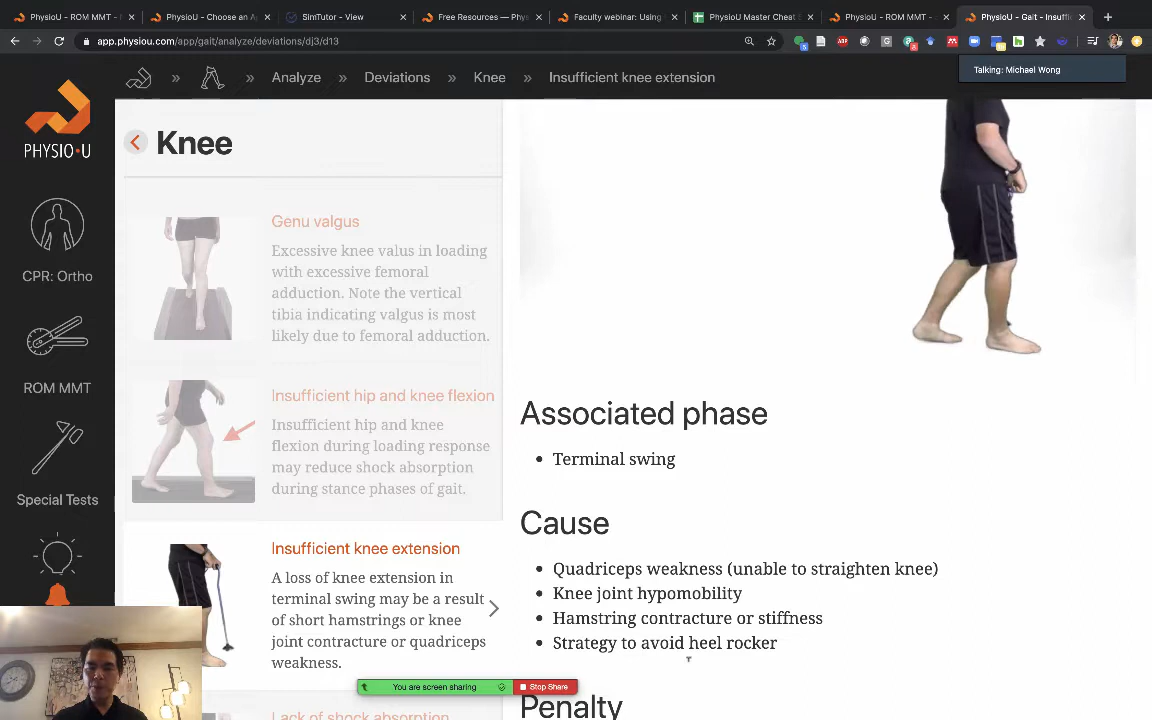 PhysioU - ROM MMT -
PhysioU - Choose an Ap
SimTutor - View
Free Resources — Phys
Faculty webinar: Using
PhysioU Master Cheat
PhysioU - ROM MMT -
PhysioU - Gait - Insuffi
app.physiou.com/app/gait/analyze/deviations/dj3/d13
» » Analyze » Deviations » Knee » Insufficient knee extension
Talking: Michael Wong
PHYSIO·U
CPR: Ortho
ROM MMT
Special Tests
Knee
Genu valgus
Excessive knee valus in loading
with excessive femoral
adduction. Note the vertical
tibia indicating valgus is most
likely due to femoral adduction.
Insufficient hip and knee flexion
Insufficient hip and knee
flexion during loading response
may reduce shock absorption
during stance phases of gait.
Insufficient knee extension
A loss of knee extension in
terminal swing may be a result
of short hamstrings or knee
joint contracture or quadriceps
weakness.
Lack of shock absorption
Associated phase
• Terminal swing
Cause
• Quadriceps weakness (unable to straighten knee)
• Knee joint hypomobility
• Hamstring contracture or stiffness
• Strategy to avoid heel rocker
Penalty
You are screen sharing
Stop Share